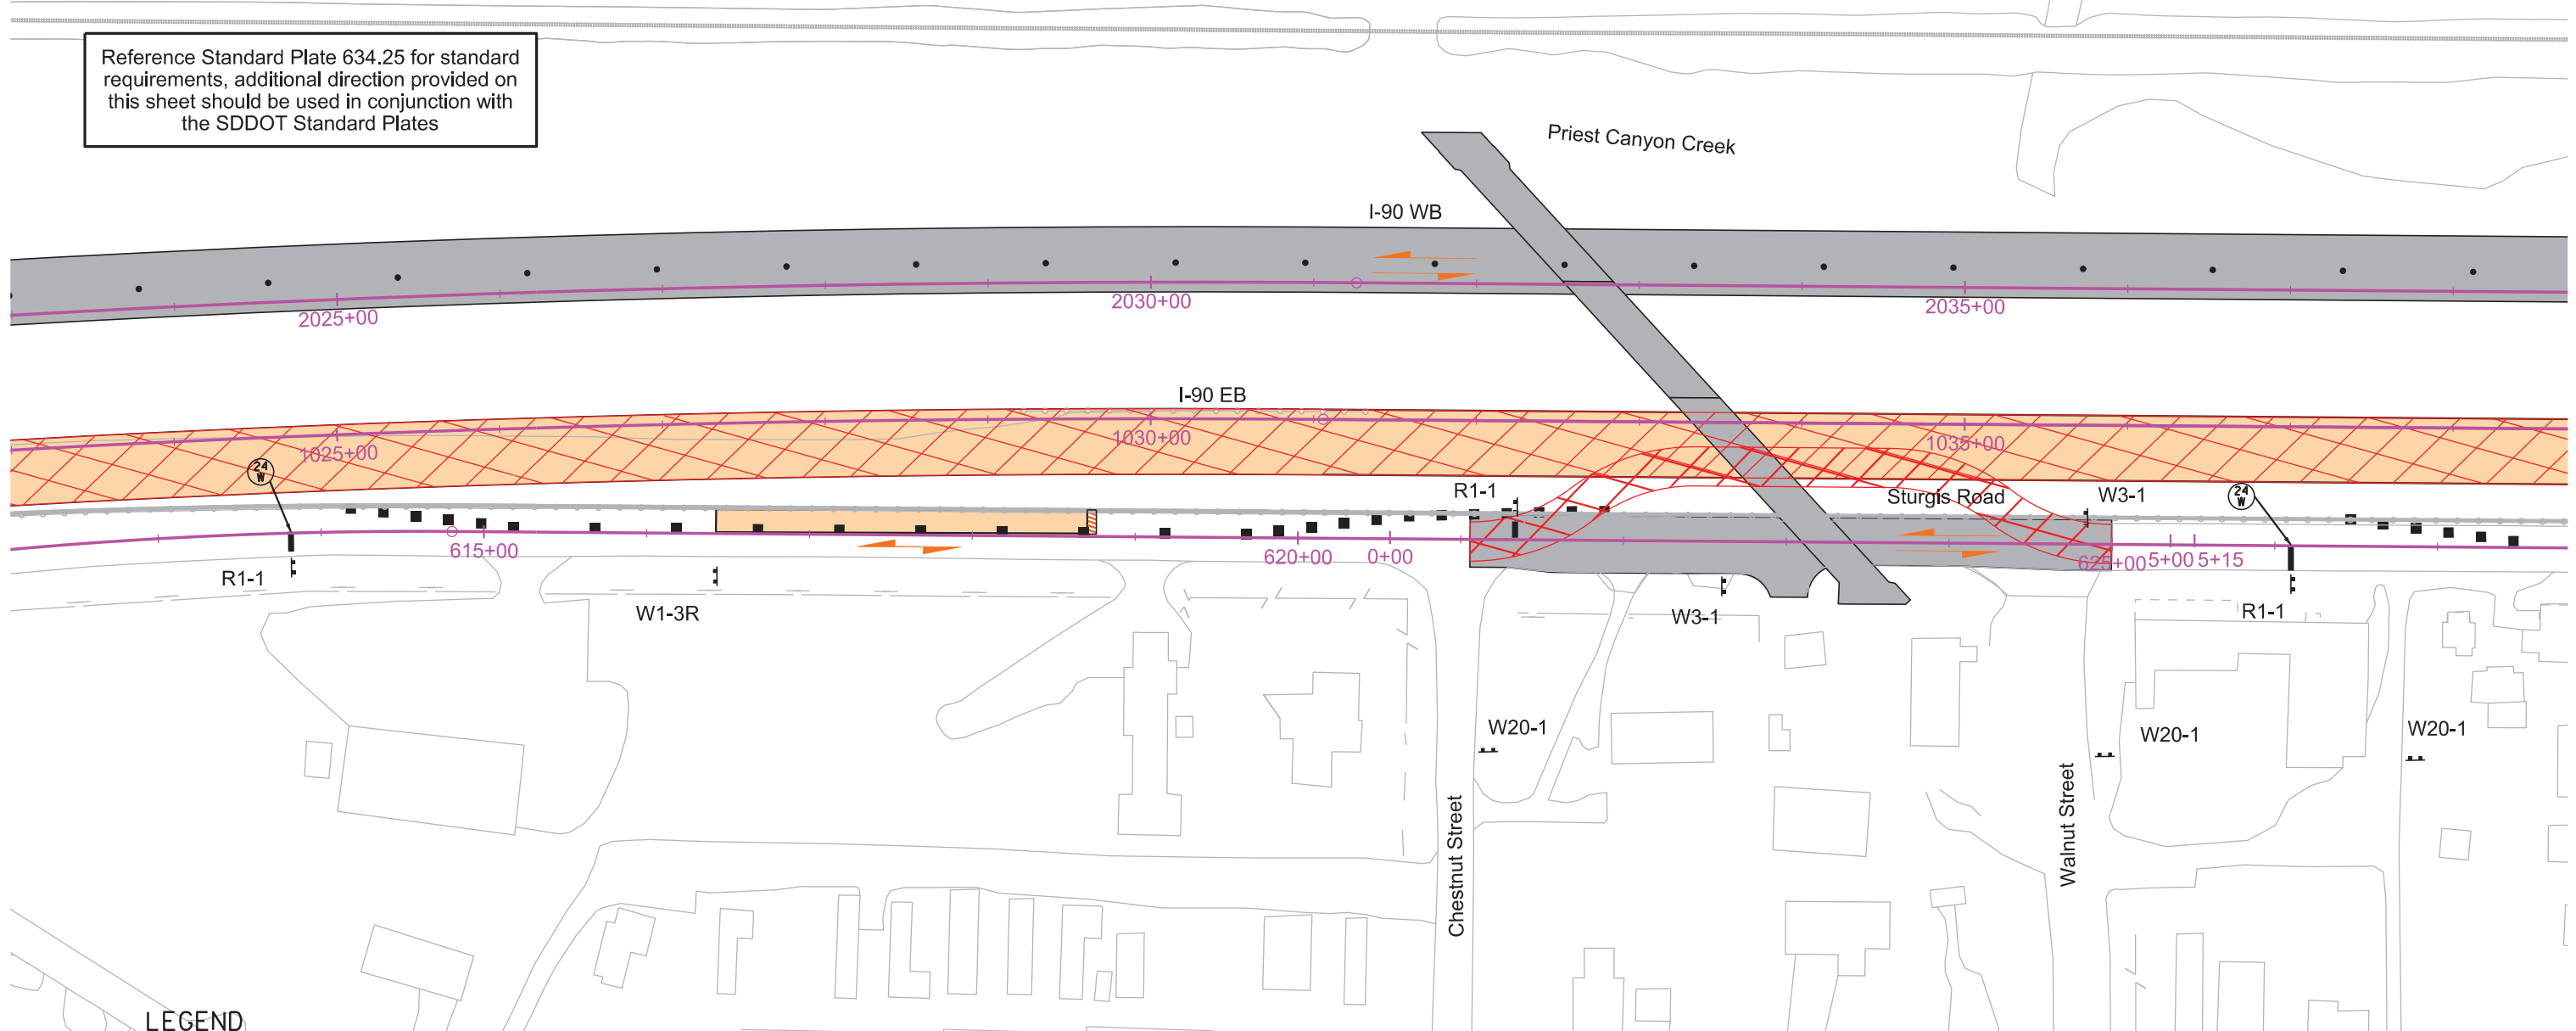 Reference Standard Plate 634.25 for standard
requirements, additional direction provided on
this sheet should be used in conjunction with
the SDDOT Standard Plates
Priest Canyon Creek
I-90 WB
2025+00
2030+00
2035+00
I-90 EB
1025+00
1030+00
1035+00
24
W
R1-1
Sturgis Road
W3-1
24
W
615+00
620+00
0+00
625+00
5+00
5+15
R1-1
W1-3R
W3-1
R1-1
W20-1
W20-1
W20-1
Chestnut Street
Walnut Street
LEGEND